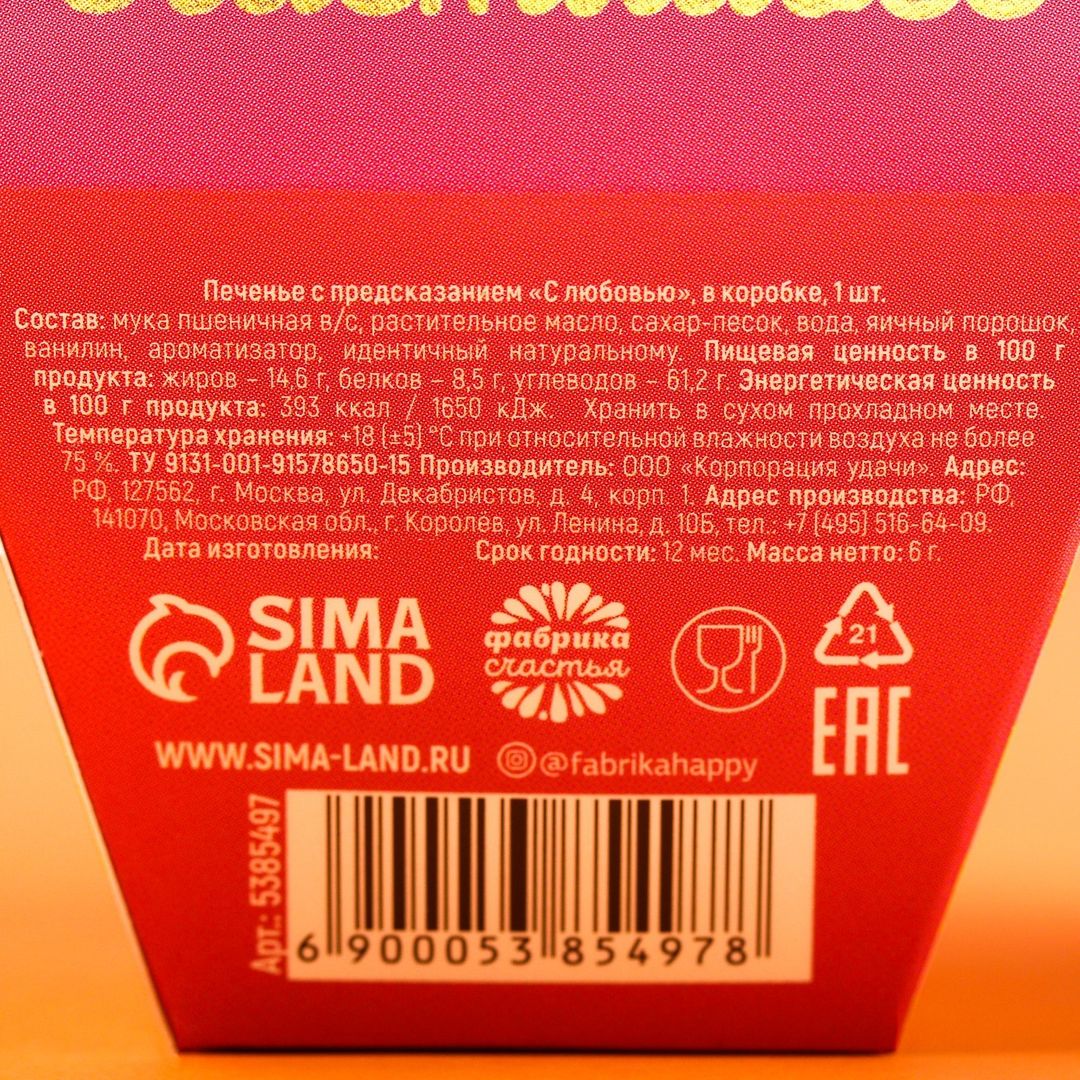 Печенье с предсказанием «С любовью», в коробке, 1 шт.
Состав: мука пшеничная в/с, растительное масло, сахар-песок, вода, яичный порошок,
ванилин, ароматизатор, идентичный натуральному. Пищевая ценность в 100 г
продукта: жиров – 14,6 г, белков – 8,5 г, углеводов – 61,2 г. Энергетическая ценность
в 100 г продукта: 393 ккал / 1650 кДж. Хранить в сухом прохладном месте.
Температура хранения: +18 (±5) °С при относительной влажности воздуха не более
75 %. ТУ 9131-001-91578650-15 Производитель: ООО «Корпорация удачи». Адрес:
РФ, 127562, г. Москва, ул. Декабристов, д. 4, корп. 1. Адрес производства: РФ,
141070, Московская обл., г. Королёв, ул. Ленина, д. 10Б, тел.: +7 (495) 516-64-09.
Дата изготовления: Срок годности: 12 мес. Масса нетто: 6 г.
SIMA
LAND
фабрика
счастья
21
EAC
WWW.SIMA-LAND.RU @fabrikahappy
Арт.: 5385497
6 900053 854978